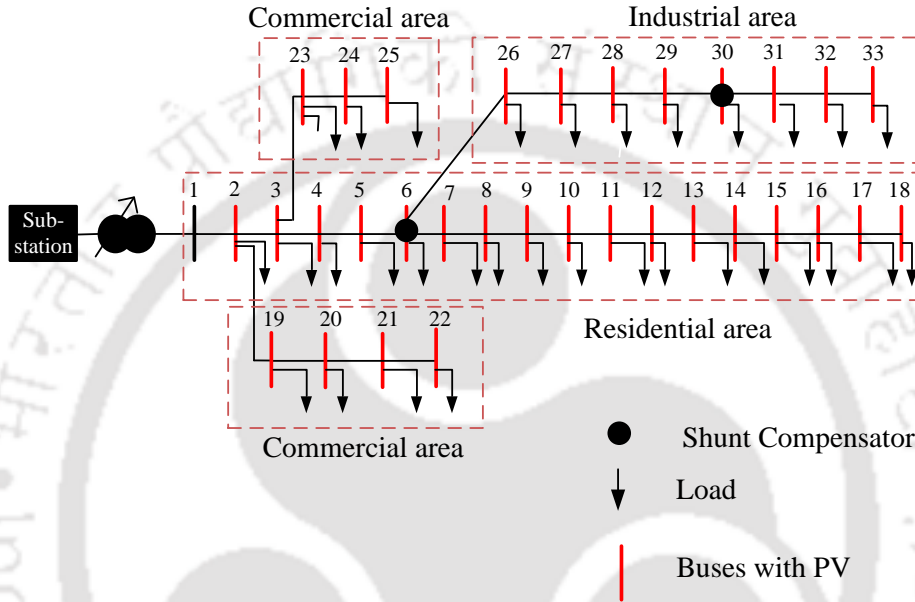 Commercial area
Industrial area
23 24 25
26 27 28 29 30 31 32 33
1 2 3 4 5 6 7 8 9 10 11 12 13 14 15 16 17 18
Sub-
station
Residential area
19 20 21 22
Commercial area
Shunt Compensator
Load
Buses with PV